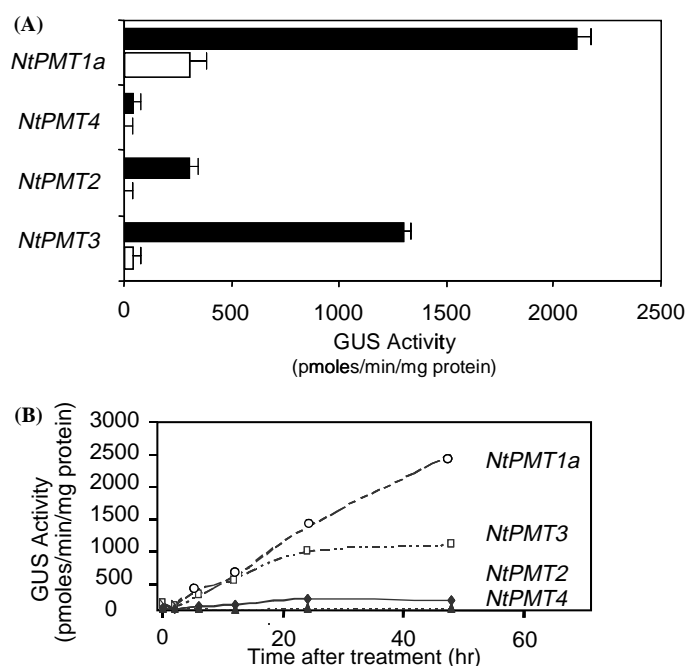 (A)
NtPMT1a
NtPMT4
NtPMT2
NtPMT3
0 500 1000 1500 2000 2500
GUS Activity
(pmoles/min/mg protein)
(B)
GUS Activity
(pmoles/min/mg protein)
3000
2500
2000
1500
1000
500
0
NtPMT1a
NtPMT3
NtPMT2
NtPMT4
0 20 40 60
Time after treatment (hr)